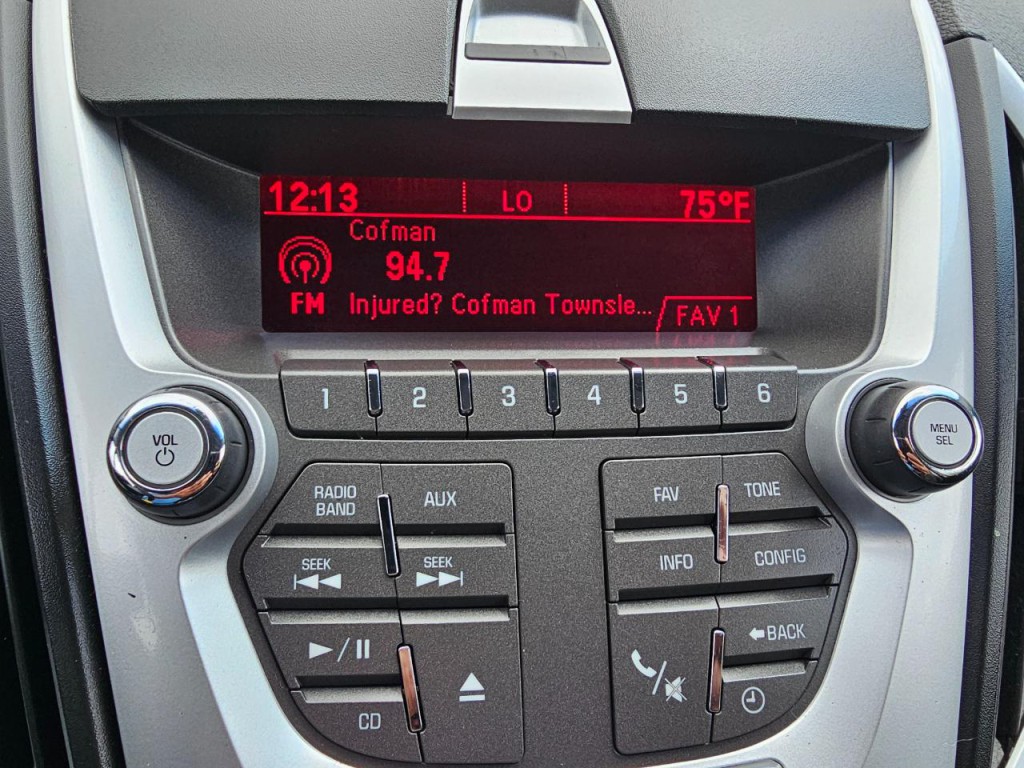 12:13 LO 75°F
Cofman
94.7
FM Injured? Cofman Townsle... FAV 1
1 2 3 4 5 6
VOL
MENU
SEL
RADIO
BAND
AUX
FAV TONE
SEEK SEEK
INFO CONFIG
BACK
CD